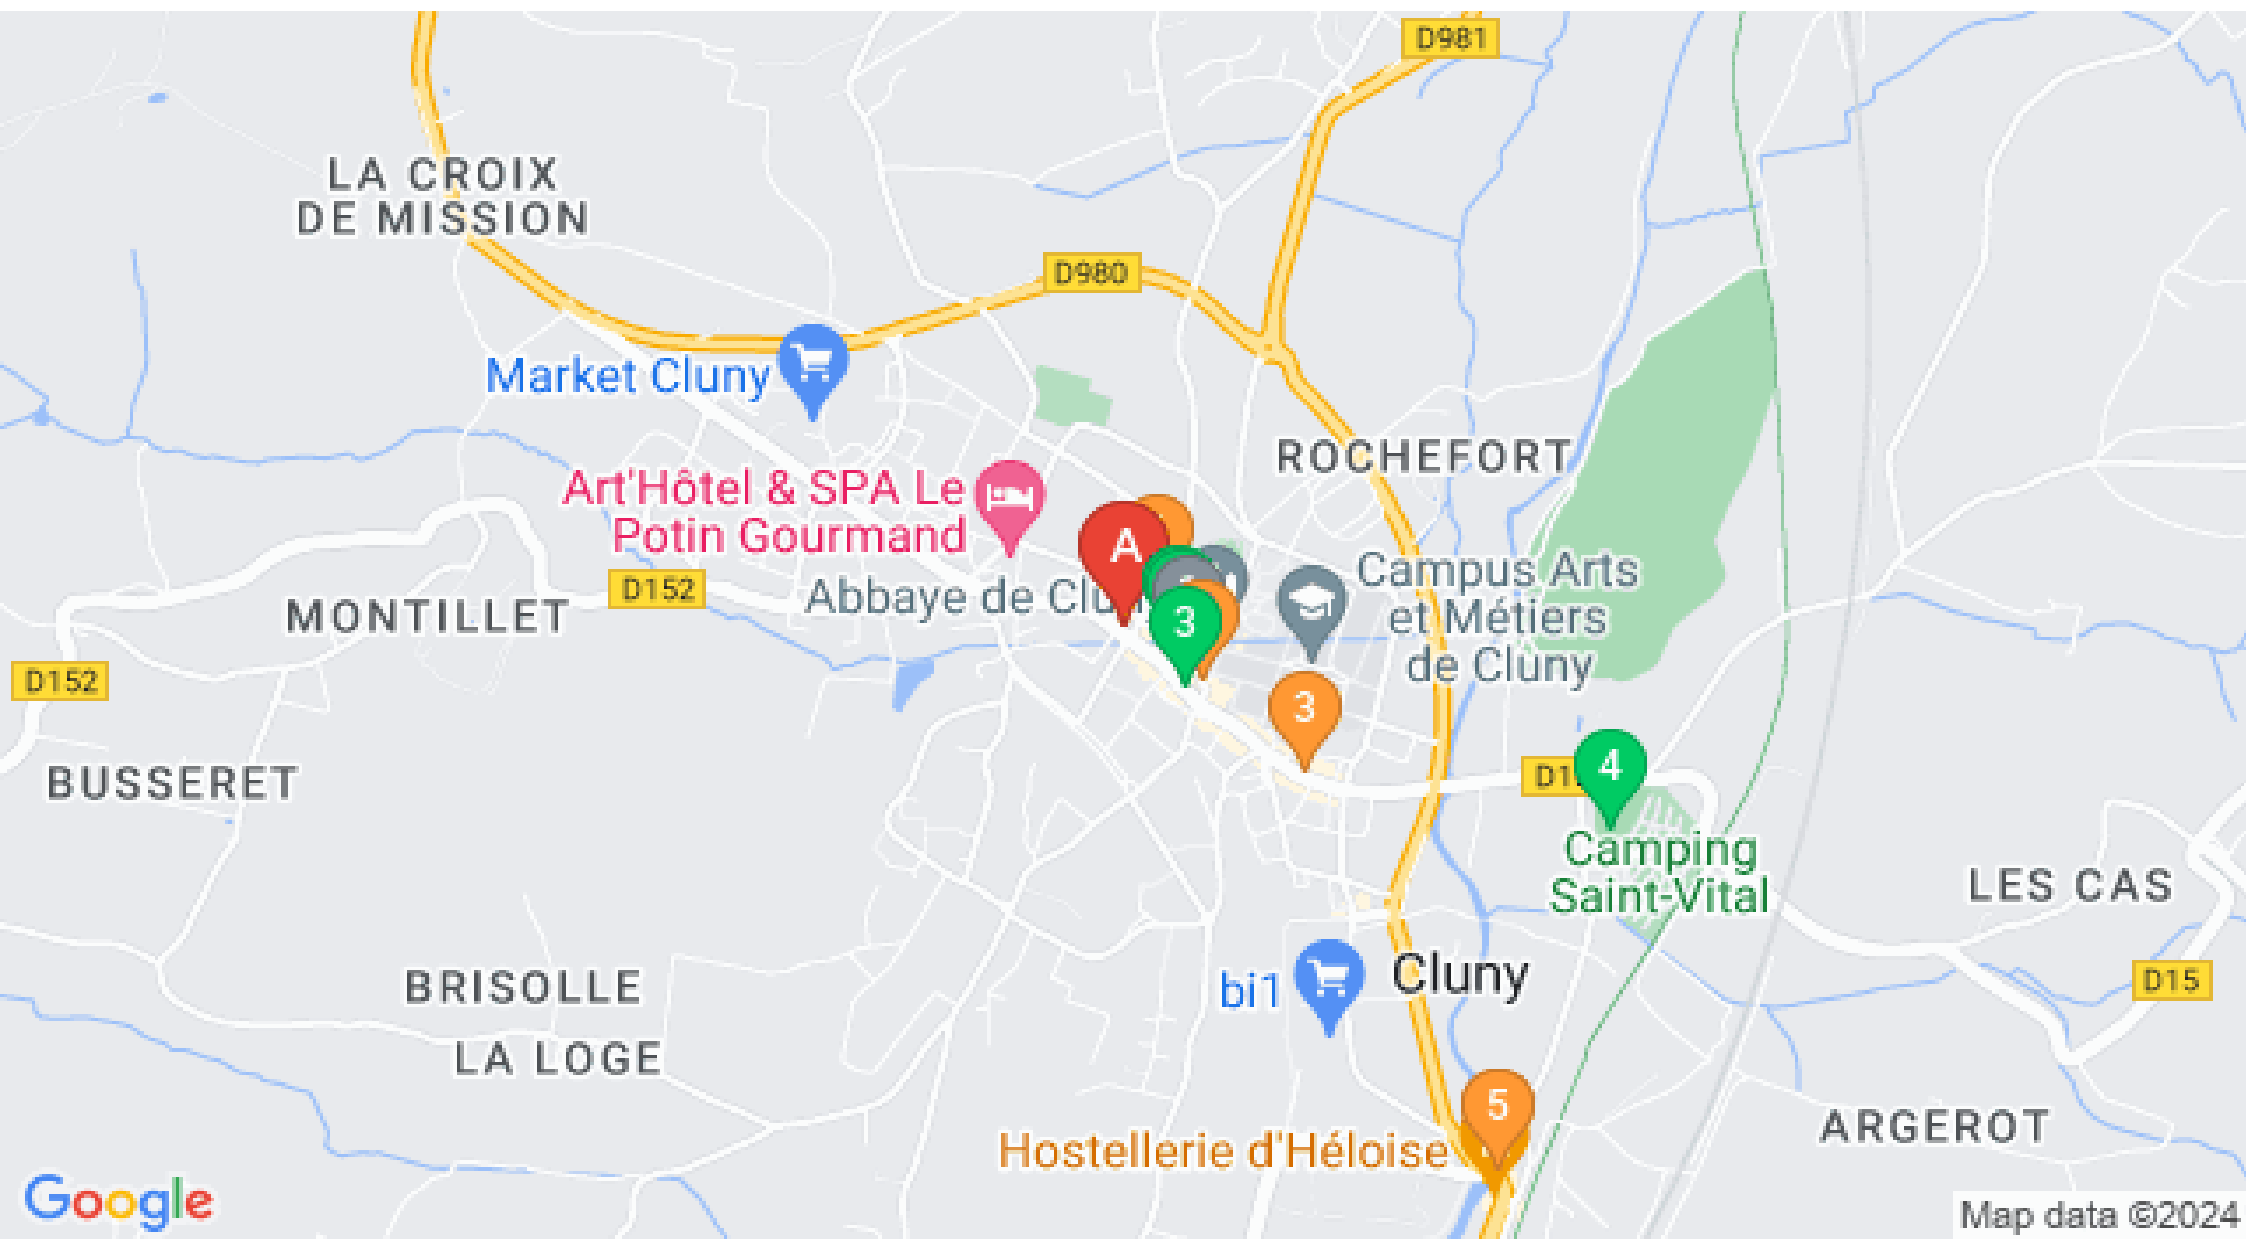 D981
LA CROIX
DE MISSION
D980
Market Cluny
ROCHEFORT
Art'Hôtel & SPA Le
Potin Gourmand
A
Campus Arts
et Métiers
de Cluny
D152
Abbaye de
MONTILLET
3
D152
3
4
BUSSERET
Camping
Saint-Vital
LES CAS
BRISOLLE
bi1
Cluny
D15
LA LOGE
5
ARGEROT
Hostellerie d'Héloise
Google
Map data ©2024